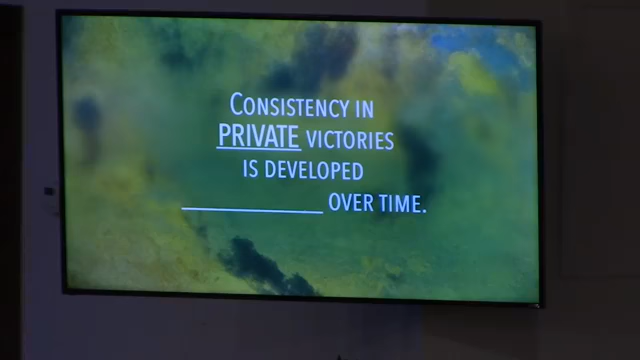 CONSISTENCY IN
PRIVATE VICTORIES
IS DEVELOPED
____________ OVER TIME.